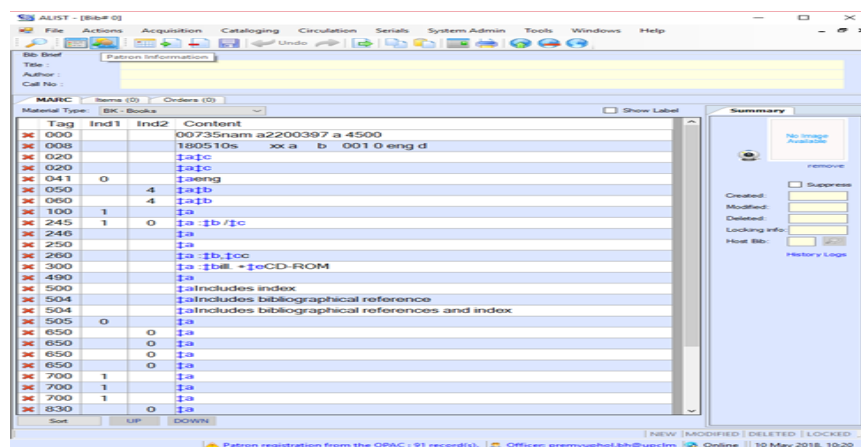 ALIST - [Bib# 0]
File Actions Acquisition Cataloging Circulation Serials System Admin Tools Windows Help
Undo
Bib Brief
Patron Information
Title :
Author :
Call No :
MARC Items (0) Orders (0)
Material Type: BK - Books Show Label
Summary
Tag Ind1 Ind2 Content
000 00735nam a2200397 a 4500
008 180510s xx a b 001 0 eng d
020 ‡a‡c
020 ‡a‡c
041 0 ‡aeng
050 4 ‡a‡b
060 4 ‡a‡b
100 1 ‡a
245 1 0 ‡a :‡b /‡c
246 ‡a
250 ‡a
260 ‡a :‡b,‡cc
300 ‡a :‡bill. +‡eCD-ROM
490 ‡a
500 ‡aIncludes index
504 ‡aIncludes bibliographical reference
504 ‡aIncludes bibliographical references and index
505 0 ‡a
650 0 ‡a
650 0 ‡a
650 0 ‡a
650 0 ‡a
700 1 ‡a
700 1 ‡a
700 1 ‡a
830 0 ‡a
No Image
Available
remove
Suppress
Created:
Modified:
Deleted:
Locking info:
Host Bib:
History Logs
Sort UP DOWN
NEW MODIFIED DELETED LOCKED
Patron registration from the OPAC : 91 record(s). Officer: Online 10 May 2018, 10:20